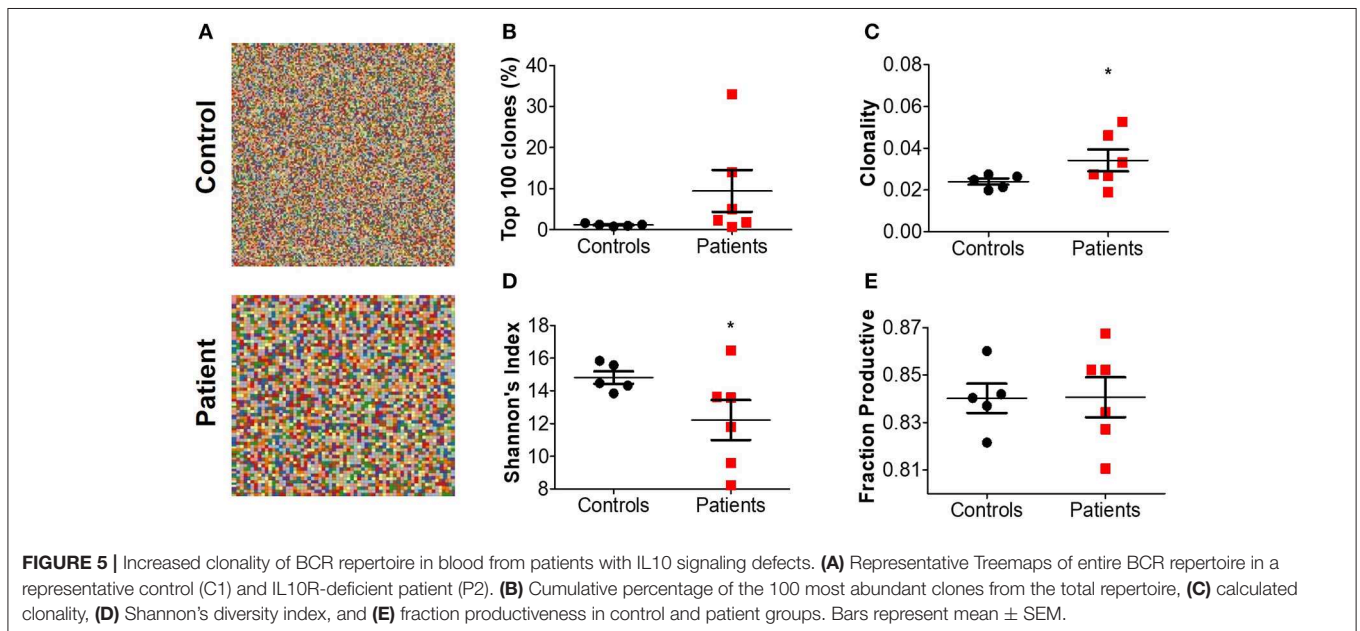 A
Control
Patient
B
Top 100 clones (%)
40
30
20
10
0
Controls Patients
C
Clonality
0.08
0.06
0.04
0.02
0.00
*
Controls Patients
D
Shannon's Index
18
16
14
12
10
8
*
Controls Patients
E
Fraction Productive
0.87
0.85
0.83
0.81
Controls Patients
FIGURE 5 | Increased clonality of BCR repertoire in blood from patients with IL10 signaling defects. (A) Representative Treemaps of entire BCR repertoire in a
representative control (C1) and IL10R-deficient patient (P2). (B) Cumulative percentage of the 100 most abundant clones from the total repertoire, (C) calculated
clonality, (D) Shannon's diversity index, and (E) fraction productiveness in control and patient groups. Bars represent mean ± SEM.